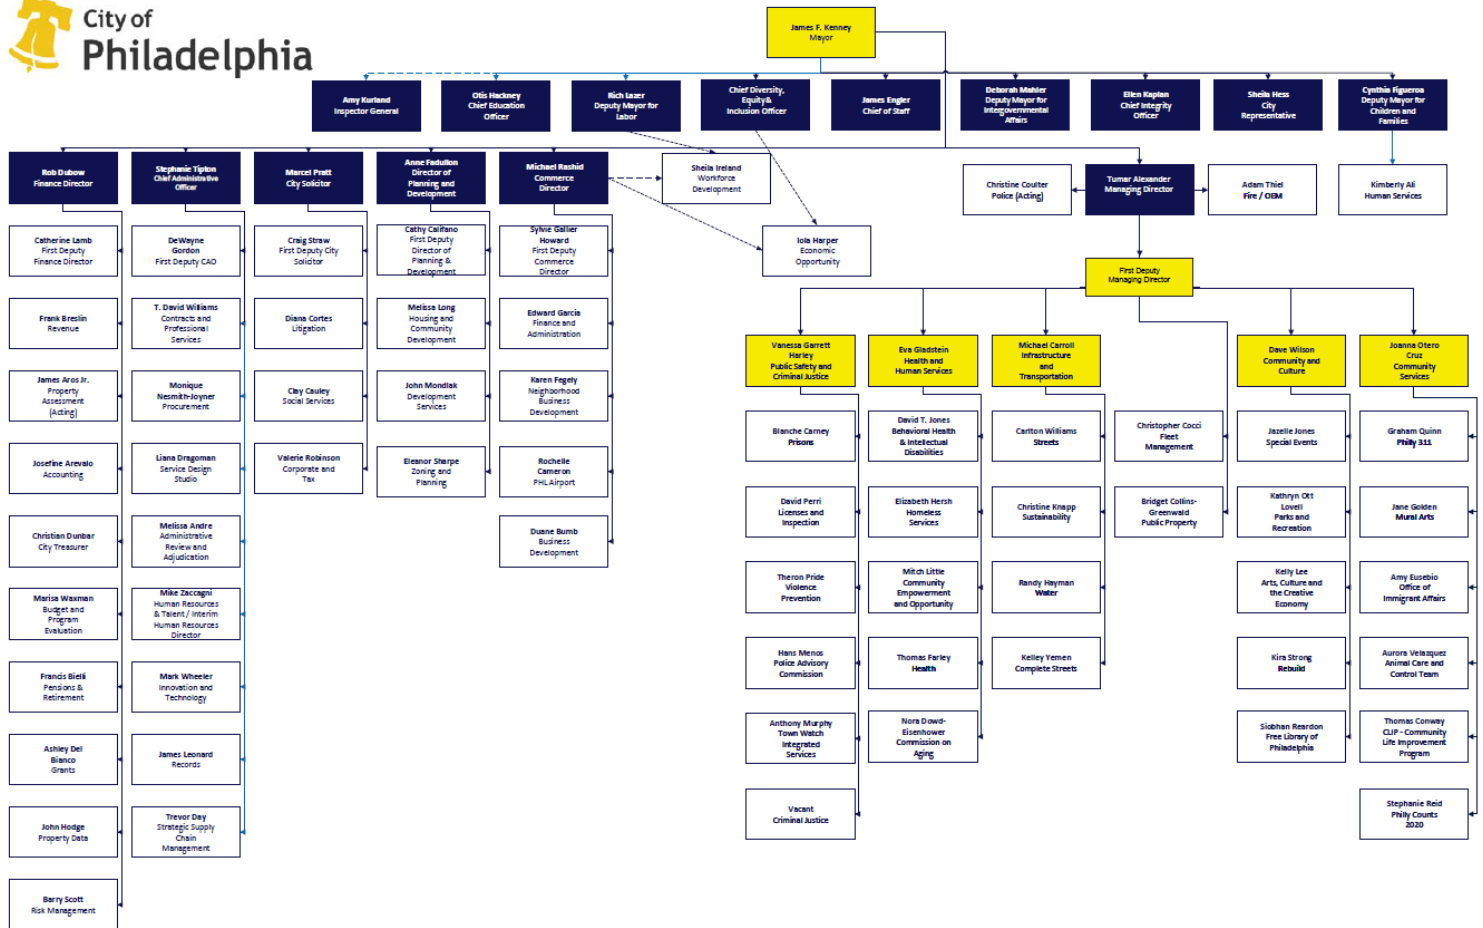 City of
Philadelphia
James F. Kenney
Mayor
Amy Kurland
Inspector General
Otis Hackney
Chief Education
Officer
Rich Lazer
Deputy Mayor for
Labor
Chief Diversity,
Equity&
Inclusion Officer
James Engler
Chief of Staff
Deborah Mahler
Deputy Mayor for
Intergovernmental
Affairs
Ellen Kaplan
Chief Integrity
Officer
Sheila Hess
City
Representative
Cynthia Figueroa
Deputy Mayor for
Children and
Families
Rob Dubow
Finance Director
Stephanie Tipton
Chief Administrative
Officer
Marcel Pratt
City Solicitor
Anne Fadullon
Director of
Planning and
Development
Michael Rashid
Commerce
Director
Sheila Ireland
Workforce
Development
Christine Coulter
Police (Acting)
Tumar Alexander
Managing Director
Adam Thiel
Fire / OEM
Kimberly Ali
Human Services
Catherine Lamb
First Deputy
Finance Director
DeWayne
Gordon
First Deputy CAO
Craig Straw
First Deputy City
Solicitor
Cathy Califano
First Deputy
Director of
Planning &
Development
Sylvie Gallier
Howard
First Deputy
Commerce
Director
Iola Harper
Economic
Opportunity
First Deputy
Managing Director
Frank Breslin
Revenue
T. David Williams
Contracts and
Professional
Services
Diana Cortes
Litigation
Melissa Long
Housing and
Community
Development
Edward Garcia
Finance and
Administration
Vanessa Garrett
Harley
Public Safety and
Criminal Justice
Eva Gladstein
Health and
Human Services
Michael Carroll
Infrastructure
and
Transportation
Dave Wilson
Community and
Culture
Joanna Otero
Cruz
Community
Services
James Aros Jr.
Property
Assessment
(Acting)
Monique
Nesmith-Joyner
Procurement
Clay Cauley
Social Services
John Mondlak
Development
Services
Karen Fegely
Neighborhood
Business
Development
Blanche Carney
Prisons
David T. Jones
Behavioral Health
& Intellectual
Disabilities
Carlton Williams
Streets
Christopher Cocci
Fleet
Management
Jazelle Jones
Special Events
Graham Quinn
Philly 311
Josefine Arevalo
Accounting
Liana Dragoman
Service Design
Studio
Valerie Robinson
Corporate and
Tax
Eleanor Sharpe
Zoning and
Planning
Rochelle
Cameron
PHL Airport
David Perri
Licenses and
Inspection
Elizabeth Hersh
Homeless
Services
Christine Knapp
Sustainability
Bridget Collins-
Greenwald
Public Property
Kathryn Ott
Lovell
Parks and
Recreation
Jane Golden
Mural Arts
Christian Dunbar
City Treasurer
Melissa Andre
Administrative
Review and
Adjudication
Duane Bumb
Business
Development
Theron Pride
Violence
Prevention
Mitch Little
Community
Empowerment
and Opportunity
Randy Hayman
Water
Kelly Lee
Arts, Culture and
the Creative
Economy
Amy Eusebio
Office of
Immigrant Affairs
Marisa Waxman
Budget and
Program
Evaluation
Mike Zaccagni
Human Resources
& Talent / Interim
Human Resources
Director
Hans Menos
Police Advisory
Commission
Thomas Farley
Health
Kelley Yemen
Complete Streets
Kira Strong
Rebuild
Aurora Velazquez
Animal Care and
Control Team
Francis Bielli
Pensions &
Retirement
Mark Wheeler
Innovation and
Technology
Anthony Murphy
Town Watch
Integrated
Services
Nora Dowd-
Eisenhower
Commission on
Aging
Siobhan Reardon
Free Library of
Philadelphia
Thomas Conway
CLIP - Community
Life Improvement
Program
Ashley Del
Bianco
Grants
James Leonard
Records
Vacant
Criminal Justice
Stephanie Reid
Philly Counts
2020
John Hodge
Property Data
Trevor Day
Strategic Supply
Chain
Management
Barry Scott
Risk Management